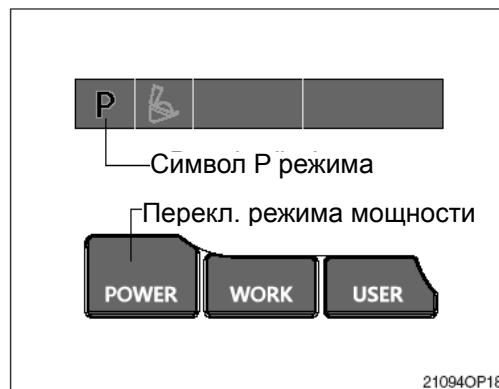 P
Символ P режима
Перекл. режима мощности
POWER WORK USER
21094OP18